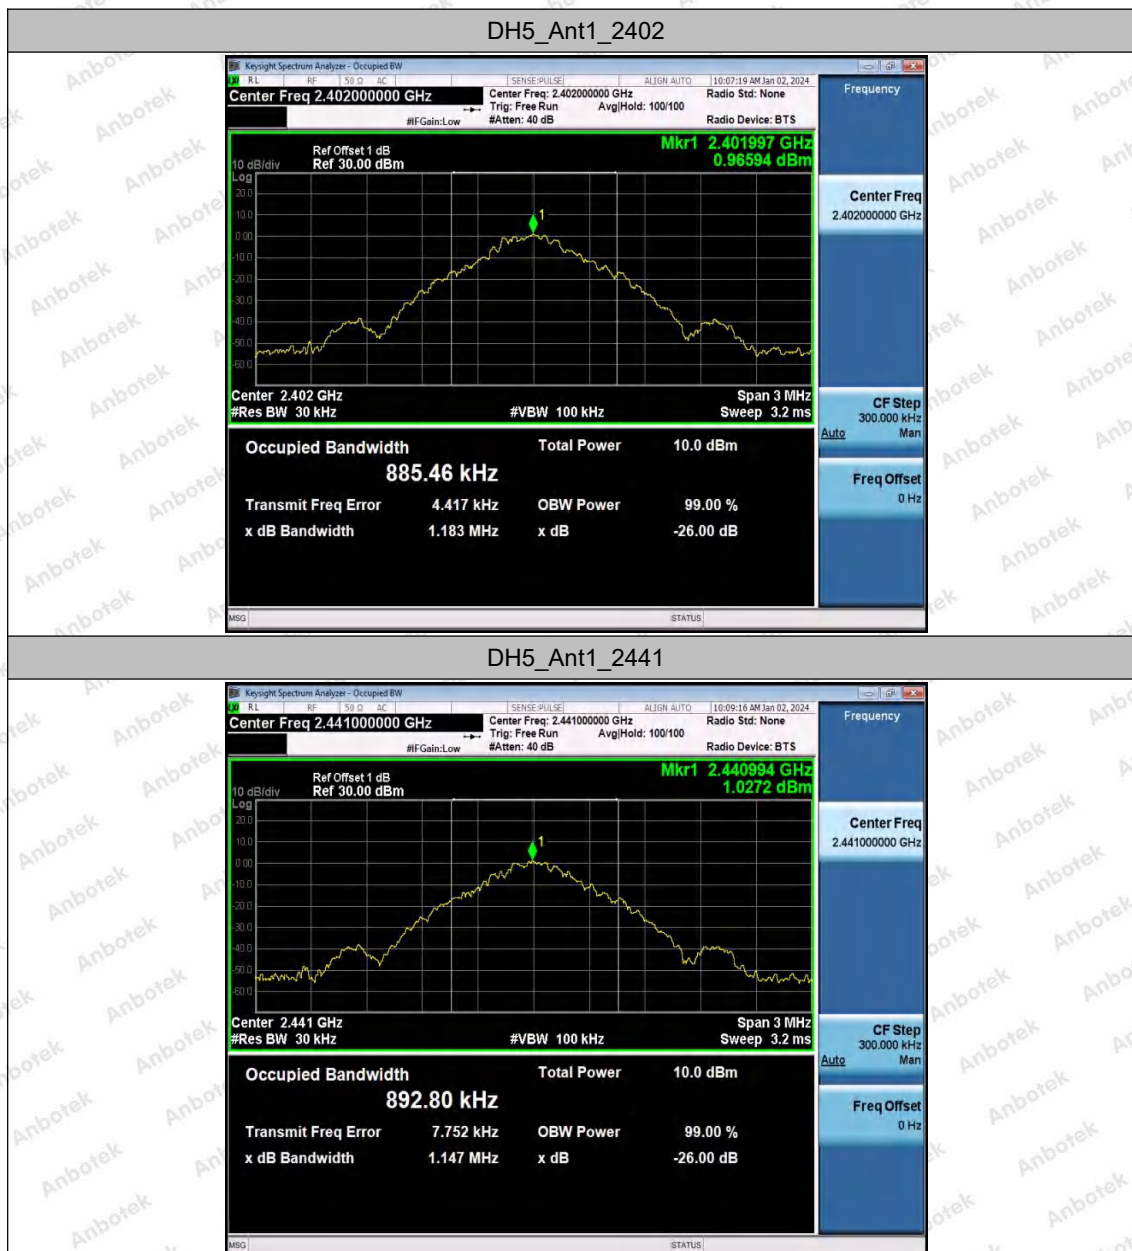 DH5_Ant1_2402
Keysight Spectrum Analyzer - Occupied BW
RL RF 50 Ω AC SENSE:PULSE ALIGN AUTO 10:07:19 AM Jan 02, 2024
Center Freq 2.402000000 GHz
Center Freq: 2.402000000 GHz
Radio Std: None
Trig: Free Run Avg|Hold: 100/100
#IFGain:Low
#Atten: 40 dB
Radio Device: BTS
Frequency
Mkr1 2.401997 GHz
0.96594 dBm
Ref Offset 1 dB
10 dB/div Ref 30.00 dBm
Log
20.0
10.0
0.00
-10.0
-20.0
-30.0
-40.0
-50.0
-60.0
1
Center 2.402 GHz Span 3 MHz
#Res BW 30 kHz #VBW 100 kHz Sweep 3.2 ms
Center Freq
2.402000000 GHz
CF Step
300.000 kHz
Auto Man
Freq Offset
0 Hz
Occupied Bandwidth Total Power 10.0 dBm
885.46 kHz
Transmit Freq Error 4.417 kHz OBW Power 99.00 %
x dB Bandwidth 1.183 MHz x dB -26.00 dB
MSG STATUS
DH5_Ant1_2441
Keysight Spectrum Analyzer - Occupied BW
RL RF 50 Ω AC SENSE:PULSE ALIGN AUTO 10:09:16 AM Jan 02, 2024
Center Freq 2.441000000 GHz
Center Freq: 2.441000000 GHz
Radio Std: None
Trig: Free Run Avg|Hold: 100/100
#IFGain:Low
#Atten: 40 dB
Radio Device: BTS
Frequency
Mkr1 2.440994 GHz
1.0272 dBm
Ref Offset 1 dB
10 dB/div Ref 30.00 dBm
Log
20.0
10.0
0.00
-10.0
-20.0
-30.0
-40.0
-50.0
-60.0
1
Center 2.441 GHz Span 3 MHz
#Res BW 30 kHz #VBW 100 kHz Sweep 3.2 ms
Center Freq
2.441000000 GHz
CF Step
300.000 kHz
Auto Man
Freq Offset
0 Hz
Occupied Bandwidth Total Power 10.0 dBm
892.80 kHz
Transmit Freq Error 7.752 kHz OBW Power 99.00 %
x dB Bandwidth 1.147 MHz x dB -26.00 dB
MSG STATUS
Anbotek